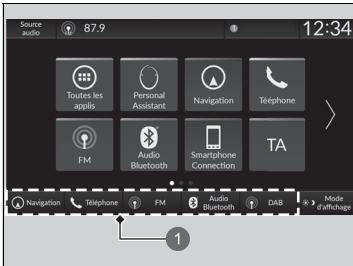 Source
audio
87.9
12:34
Toutes les
applis
Personal
Assistant
Navigation
Tééphone
FM
Audio
Bluetooth
Smartphone
Connection
TA
Navigation
Téléphone
FM
Audio
Bluetooth
DAB
Mode
d'affichage
1